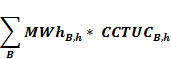 ∑ MWh_{B,h} * CCTUC_{B,h}
B